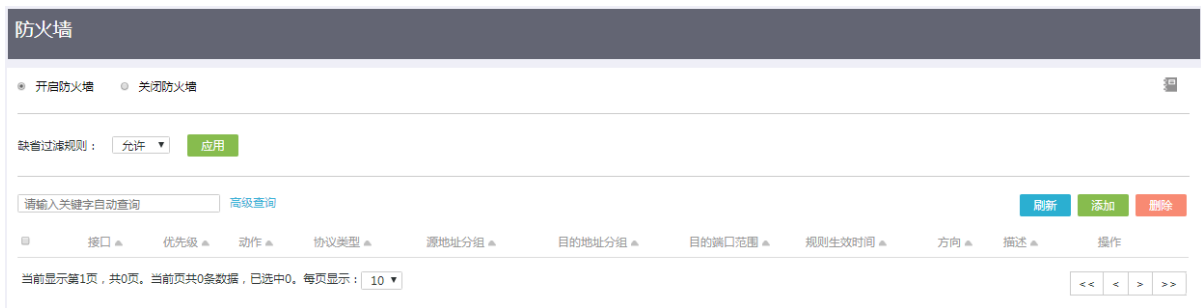 防火墙
开启防火墙 关闭防火墙
缺省过滤规则： 允许 应用
请输入关键字自动查询 高级查询 刷新 添加 删除
接口 优先级 动作 协议类型 源地址分组 目的地址分组 目的端口范围 规则生效时间 方向 描述 操作
当前显示第1页，共0页。当前页共0条数据，已选中0。每页显示： 10 << < > >>